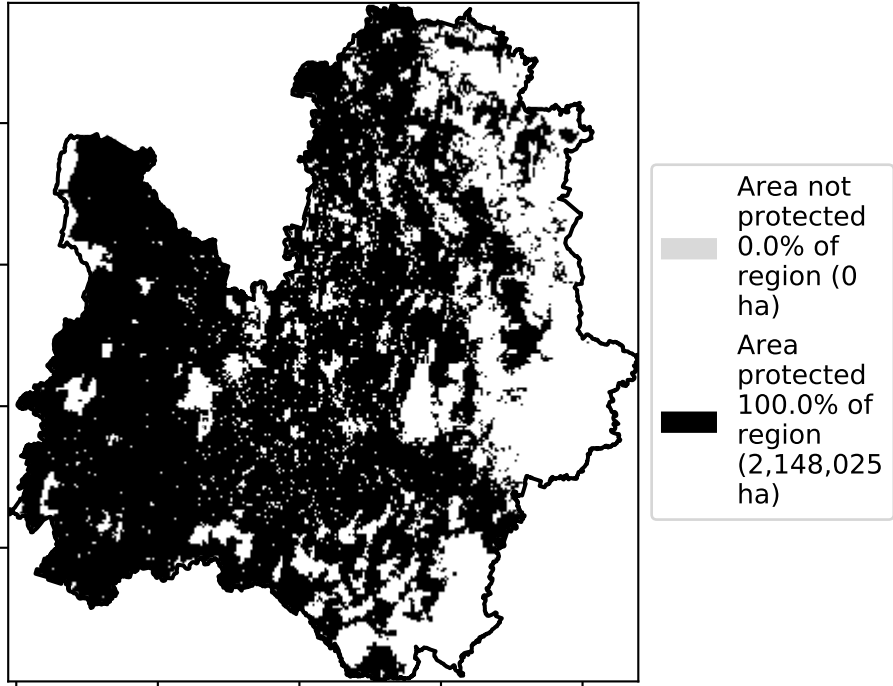 Area not
protected
0.0% of
region (0
ha)
Area
protected
100.0% of
region
(2,148,025
ha)